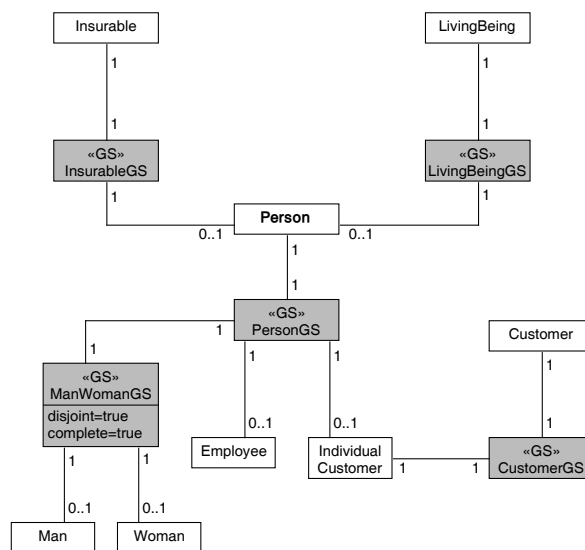 Insurable
LivingBeing
1
1
1
1
«GS»
InsurableGS
«GS»
LivingBeingGS
1
1
Person
0..1
0..1
1
1
«GS»
PersonGS
1
Customer
1
1
1
1
«GS»
ManWomanGS
disjoint=true
complete=true
0..1
0..1
1
Employee
Individual
Customer
«GS»
CustomerGS
1
1
1
1
0..1
0..1
Man
Woman